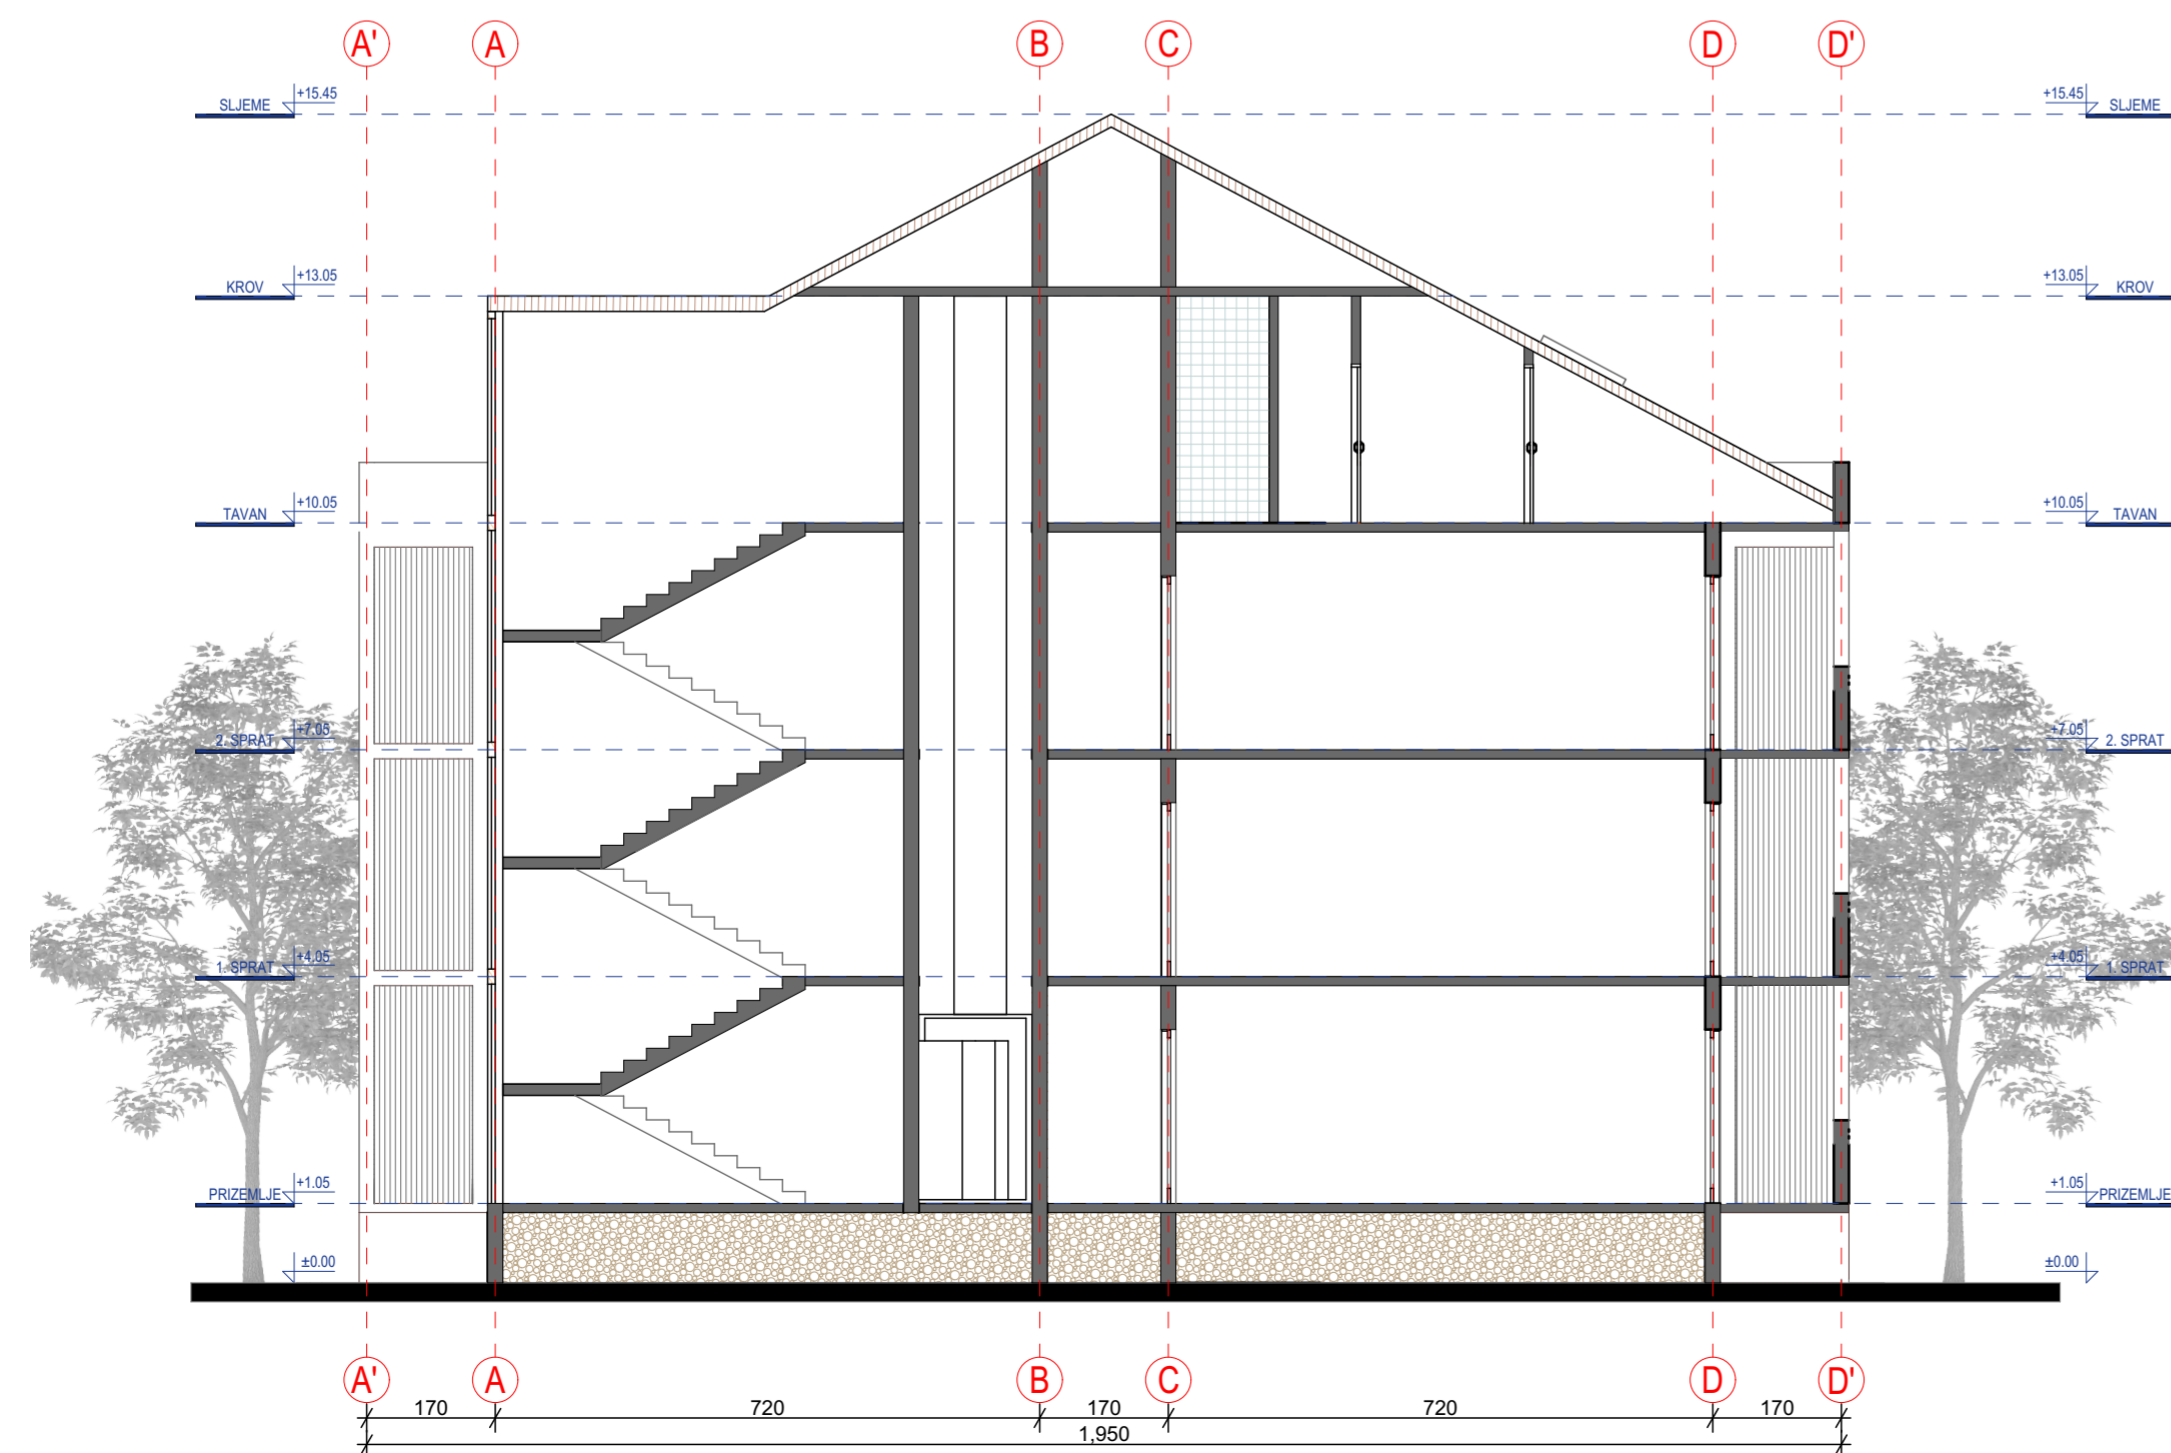 A' A B C D D'
+15.45 +15.45
SLJEME SLJEME
+13.05 +13.05
KROV KROV
+10.05 +10.05
TAVAN TAVAN
+7.05 +7.05
2. SPRAT 2. SPRAT
+4.05 +4.05
1. SPRAT 1. SPRAT
+1.05 +1.05
PRIZEMLJE PRIZEMLJE
±0.00 ±0.00
A' A B C D D'
170 720 170 720 170
1,950